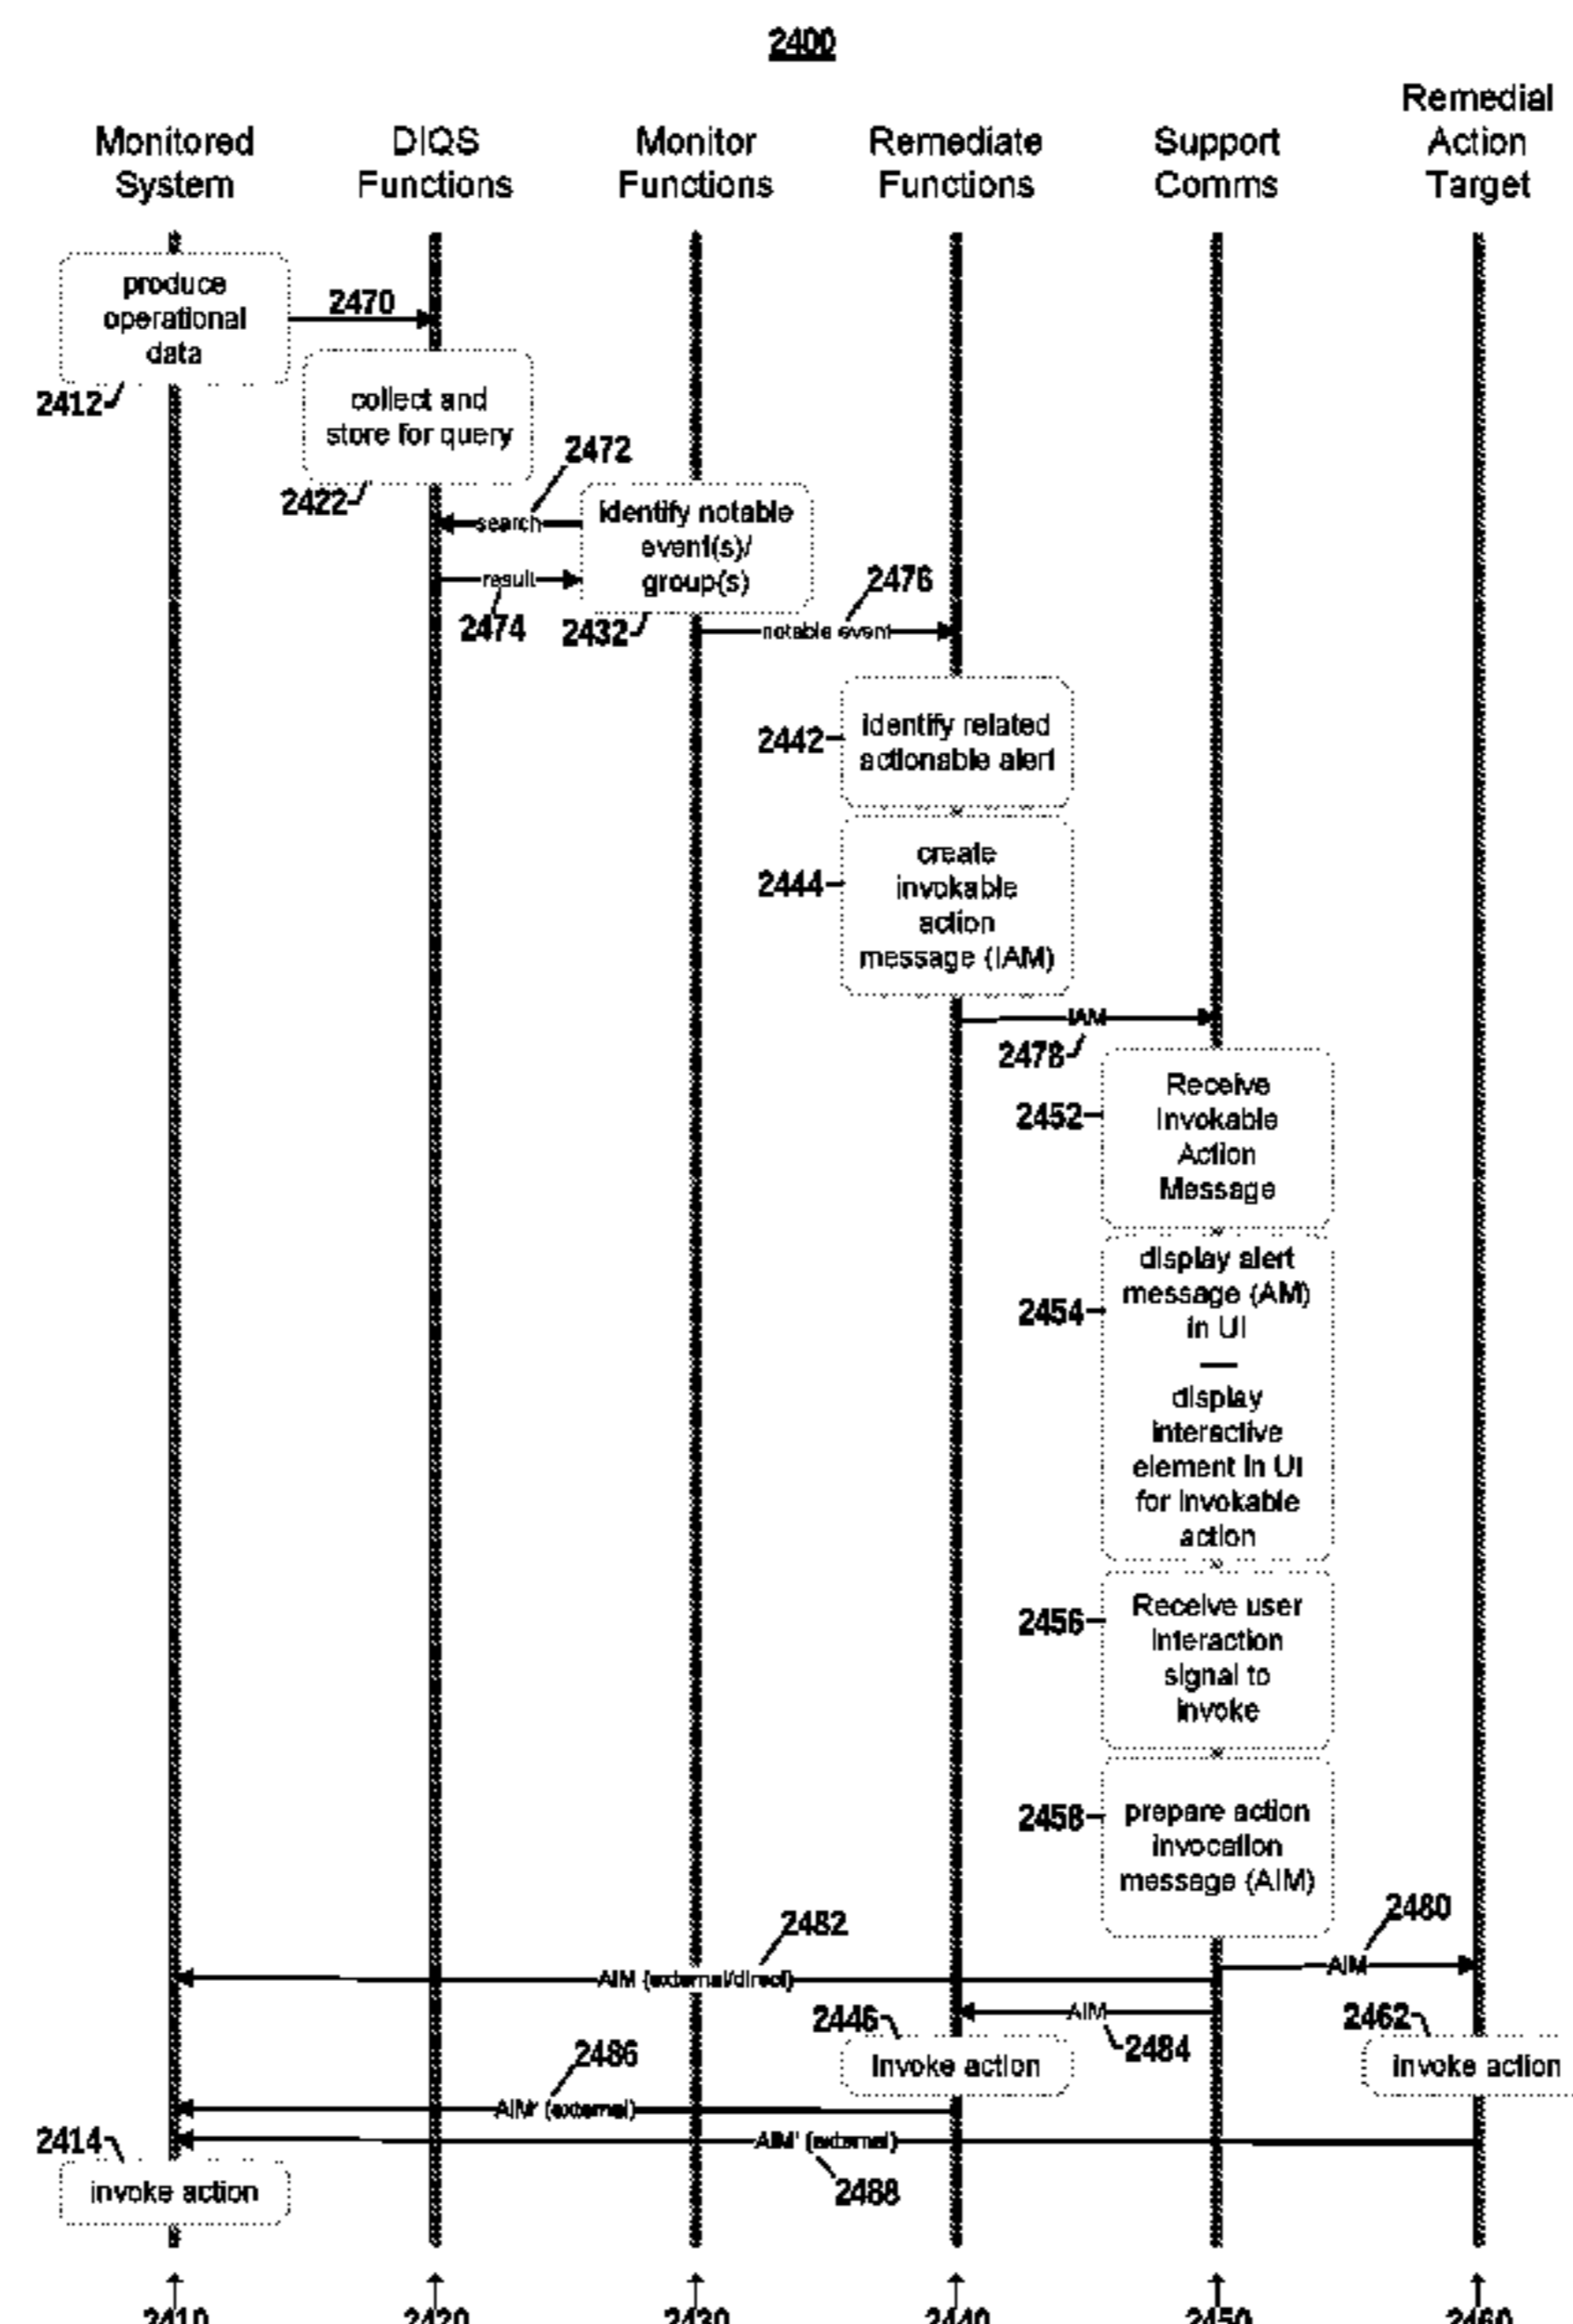 2400
Monitored
System
DIQS
Functions
Monitor
Functions
Remediate
Functions
Support
Comms
Remedial
Action
Target
produce
operational
data
2412
2470
collect and
store for query
2422
2472
search
result
2474
identify notable
event(s)/
group(s)
2432
2476
notable event
2442
identify related
actionable alert
2444
create
invokable
action
message (IAM)
IAM
2478
2452
Receive
Invokable
Action
Message
2454
display alert
message (AM)
in UI
—
display
interactive
element in UI
for invokable
action
2456
Receive user
interaction
signal to
invoke
2458
prepare action
invocation
message (AIM)
2480
AIM
2482
AIM (external/direct)
AIM
2484
2446
invoke action
2462
invoke action
2486
AIM' (external)
AIM' (external)
2488
2414
invoke action
2410
2420
2430
2440
2450
2460